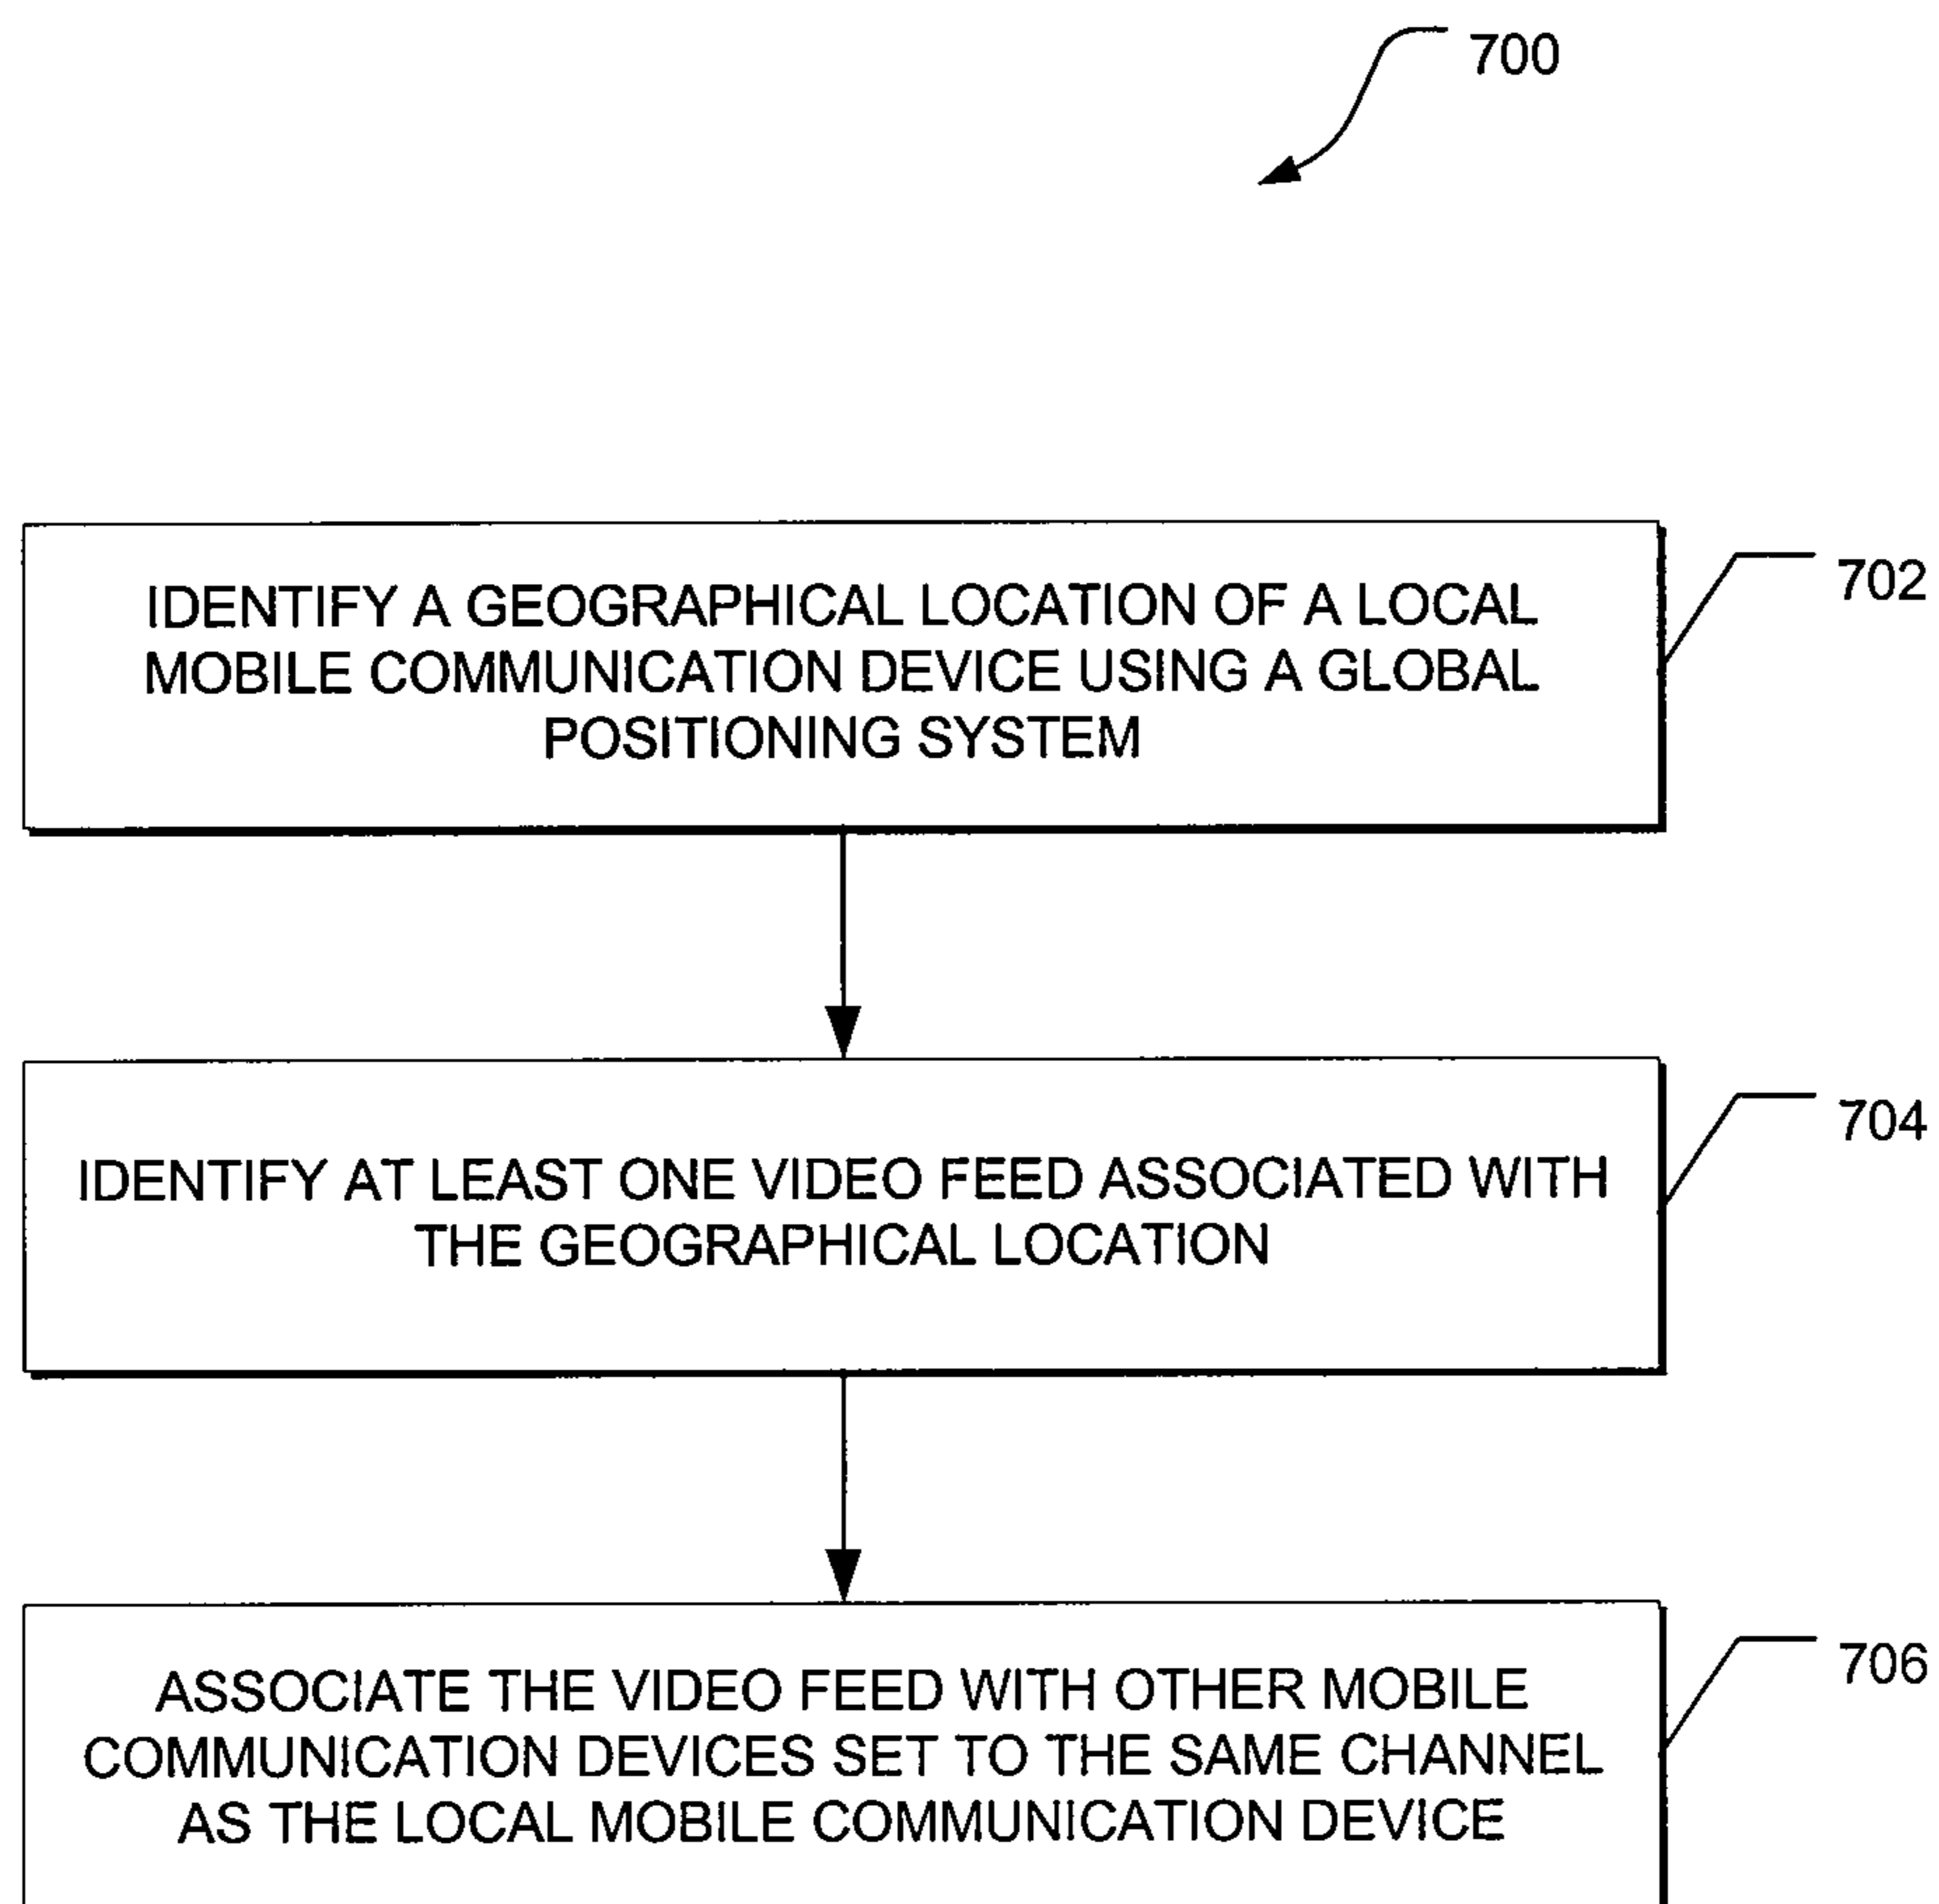 700
IDENTIFY A GEOGRAPHICAL LOCATION OF A LOCAL
MOBILE COMMUNICATION DEVICE USING A GLOBAL
POSITIONING SYSTEM
702
IDENTIFY AT LEAST ONE VIDEO FEED ASSOCIATED WITH
THE GEOGRAPHICAL LOCATION
704
ASSOCIATE THE VIDEO FEED WITH OTHER MOBILE
COMMUNICATION DEVICES SET TO THE SAME CHANNEL
AS THE LOCAL MOBILE COMMUNICATION DEVICE
706